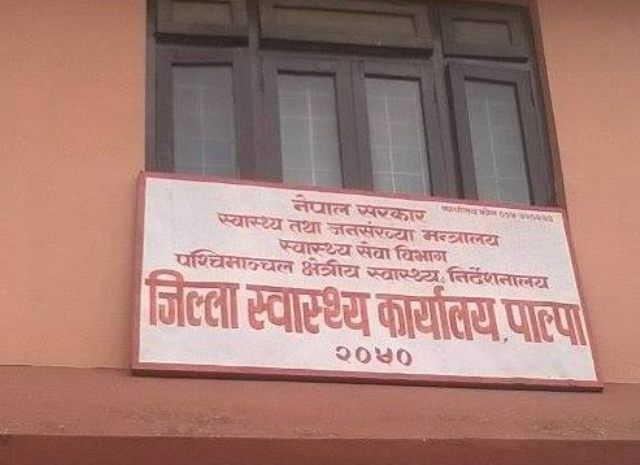 नेपाल सरकार
स्वास्थ्य तथा जनसंख्या मन्त्रालय
स्वास्थ्य सेवा विभाग
पश्चिमाञ्चल क्षेत्रीय स्वास्थ्य निर्देशनालय
जिल्ला स्वास्थ्य कार्यालय, पाल्पा
२०५०